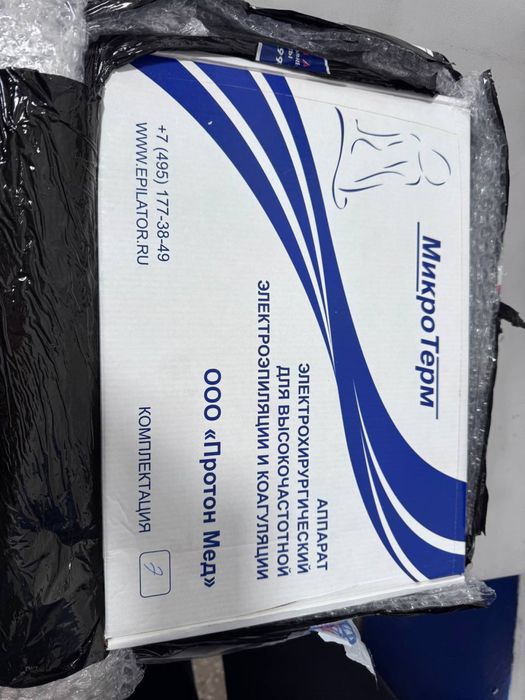 МикроТерм
АППАРАТ
ЭЛЕКТРОХИРУРГИЧЕСКИЙ
ДЛЯ ВЫСОКОЧАСТОТНОЙ
ЭЛЕКТРОЭПИЛЯЦИИ И КОАГУЛЯЦИИ
ООО «Протон Мед»
+7 (495) 177-38-49
WWW.EPILATOR.RU
КОМПЛЕКТАЦИЯ